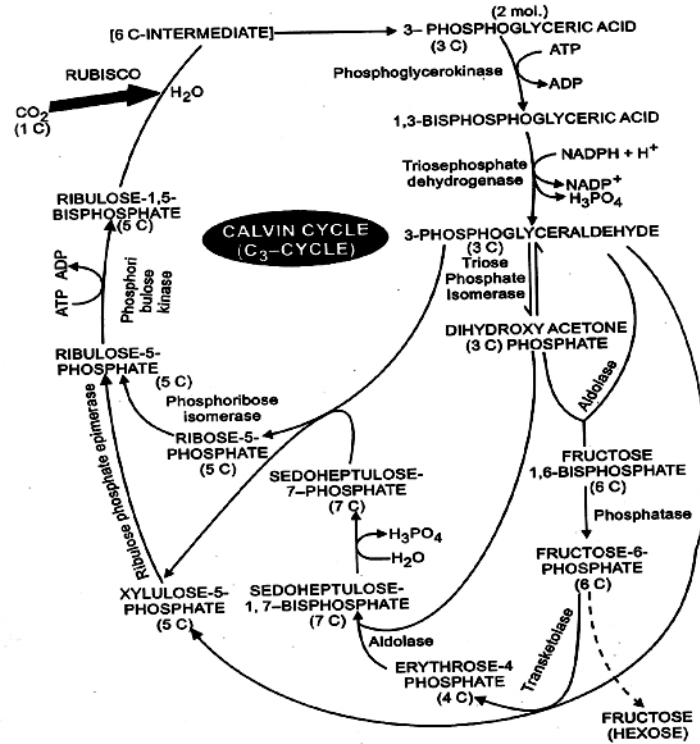 (2 mol.)
[6 C-INTERMEDIATE]
3– PHOSPHOGLYCERIC ACID
(3 C)
ATP
Phosphoglycerokinase
ADP
RUBISCO
H₂O
CO₂
(1 C)
1,3-BISPHOSPHOGLYCERIC ACID
NADPH + H⁺
Triosephosphate
dehydrogenase
NADP⁺
H₃PO₄
RIBULOSE-1,5-
BISPHOSPHATE
(5 C)
CALVIN CYCLE
(C₃–CYCLE)
3-PHOSPHOGLYCERALDEHYDE
(3 C)
Triose
Phosphate
Isomerase
ATP ADP
Phosphori
bulose
kinase
DIHYDROXY ACETONE
(3 C) PHOSPHATE
RIBULOSE-5-
PHOSPHATE
(5 C)
Phosphoribose
isomerase
Aldolase
RIBOSE-5-
PHOSPHATE
(5 C)
Ribulose phosphate epimerase
SEDOHEPTULOSE-
7–PHOSPHATE
(7 C)
FRUCTOSE
1,6-BISPHOSPHATE
(6 C)
Phosphatase
H₃PO₄
H₂O
FRUCTOSE-6-
PHOSPHATE
(6 C)
XYLULOSE-5-
PHOSPHATE
(5 C)
SEDOHEPTULOSE-
1, 7–BISPHOSPHATE
(7 C)
Aldolase
Transketolase
ERYTHROSE-4
PHOSPHATE
(4 C)
FRUCTOSE
(HEXOSE)